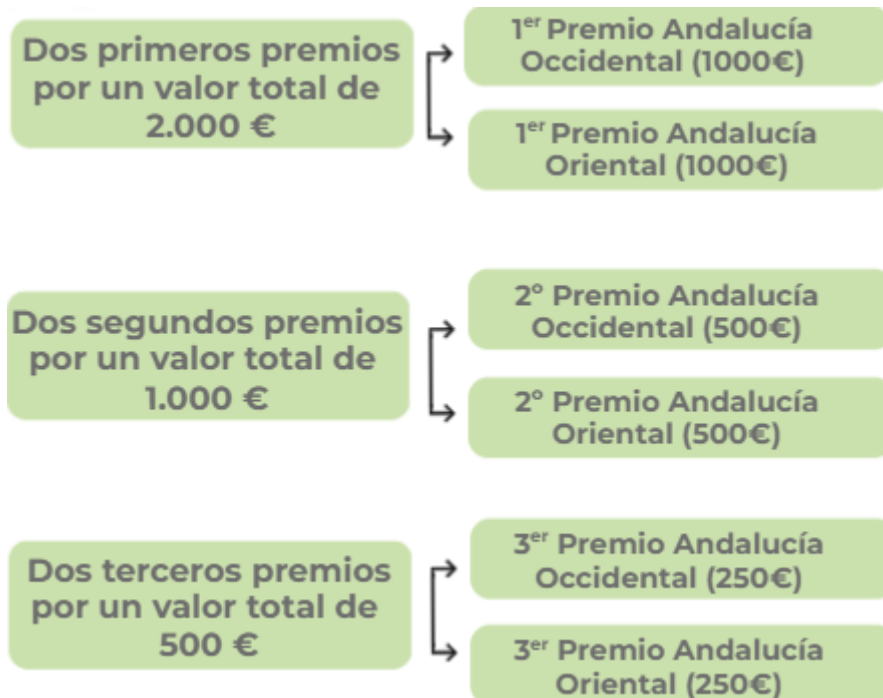 Dos primeros premios
por un valor total de
2.000 €
1er Premio Andalucía
Occidental (1000€)
1er Premio Andalucía
Oriental (1000€)
Dos segundos premios
por un valor total de
1.000 €
2º Premio Andalucía
Occidental (500€)
2º Premio Andalucía
Oriental (500€)
Dos terceros premios
por un valor total de
500 €
3er Premio Andalucía
Occidental (250€)
3er Premio Andalucía
Oriental (250€)